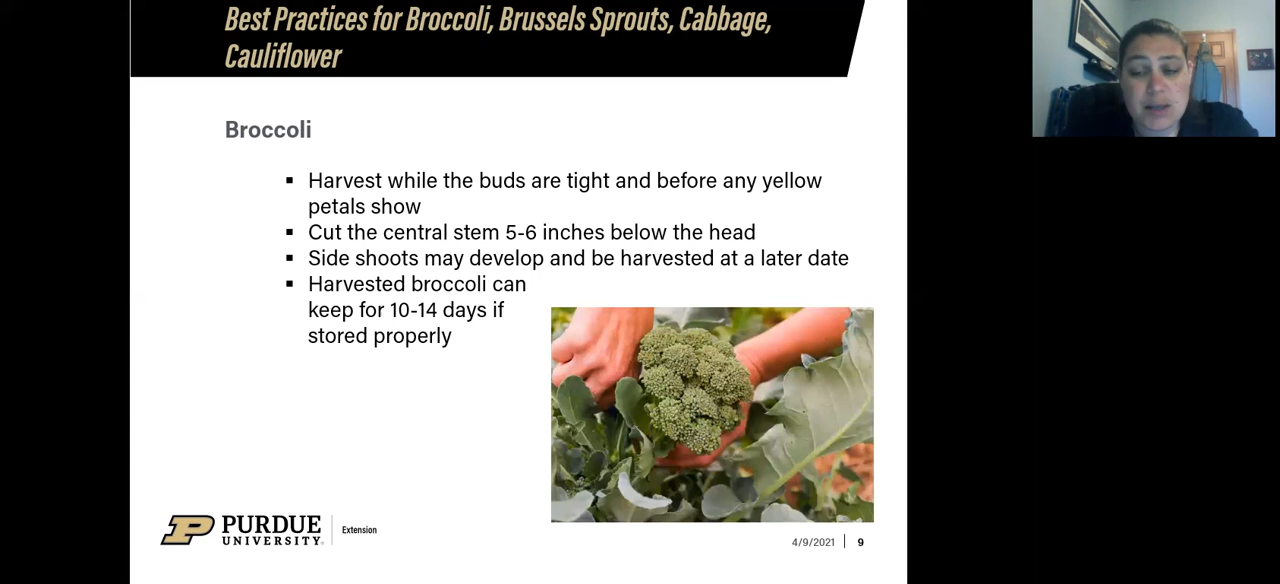 Best Practices for Broccoli, Brussels Sprouts, Cabbage,
Cauliflower
Broccoli
▪ Harvest while the buds are tight and before any yellow
petals show
▪ Cut the central stem 5-6 inches below the head
▪ Side shoots may develop and be harvested at a later date
▪ Harvested broccoli can
keep for 10-14 days if
stored properly
P PURDUE
UNIVERSITY®
Extension
4/9/2021 | 9